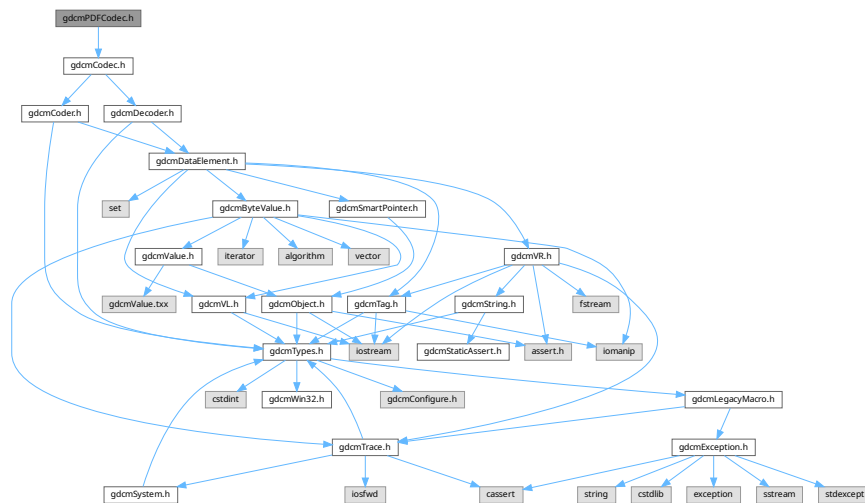 gdcmPDFCodec.h
gdcmCodec.h
gdcmCoder.h
gdcmDecoder.h
gdcmDataElement.h
set
gdcmByteValue.h
gdcmSmartPointer.h
gdcmValue.h
iterator
algorithm
vector
gdcmVR.h
gdcmValue.txx
gdcmVL.h
gdcmObject.h
gdcmTag.h
gdcmString.h
fstream
gdcmTypes.h
iostream
gdcmStaticAssert.h
assert.h
iomanip
cstdint
gdcmWin32.h
gdcmConfigure.h
gdcmLegacyMacro.h
gdcmTrace.h
gdcmException.h
gdcmSystem.h
iosfwd
cassert
string
cstdlib
exception
sstream
stdexcept